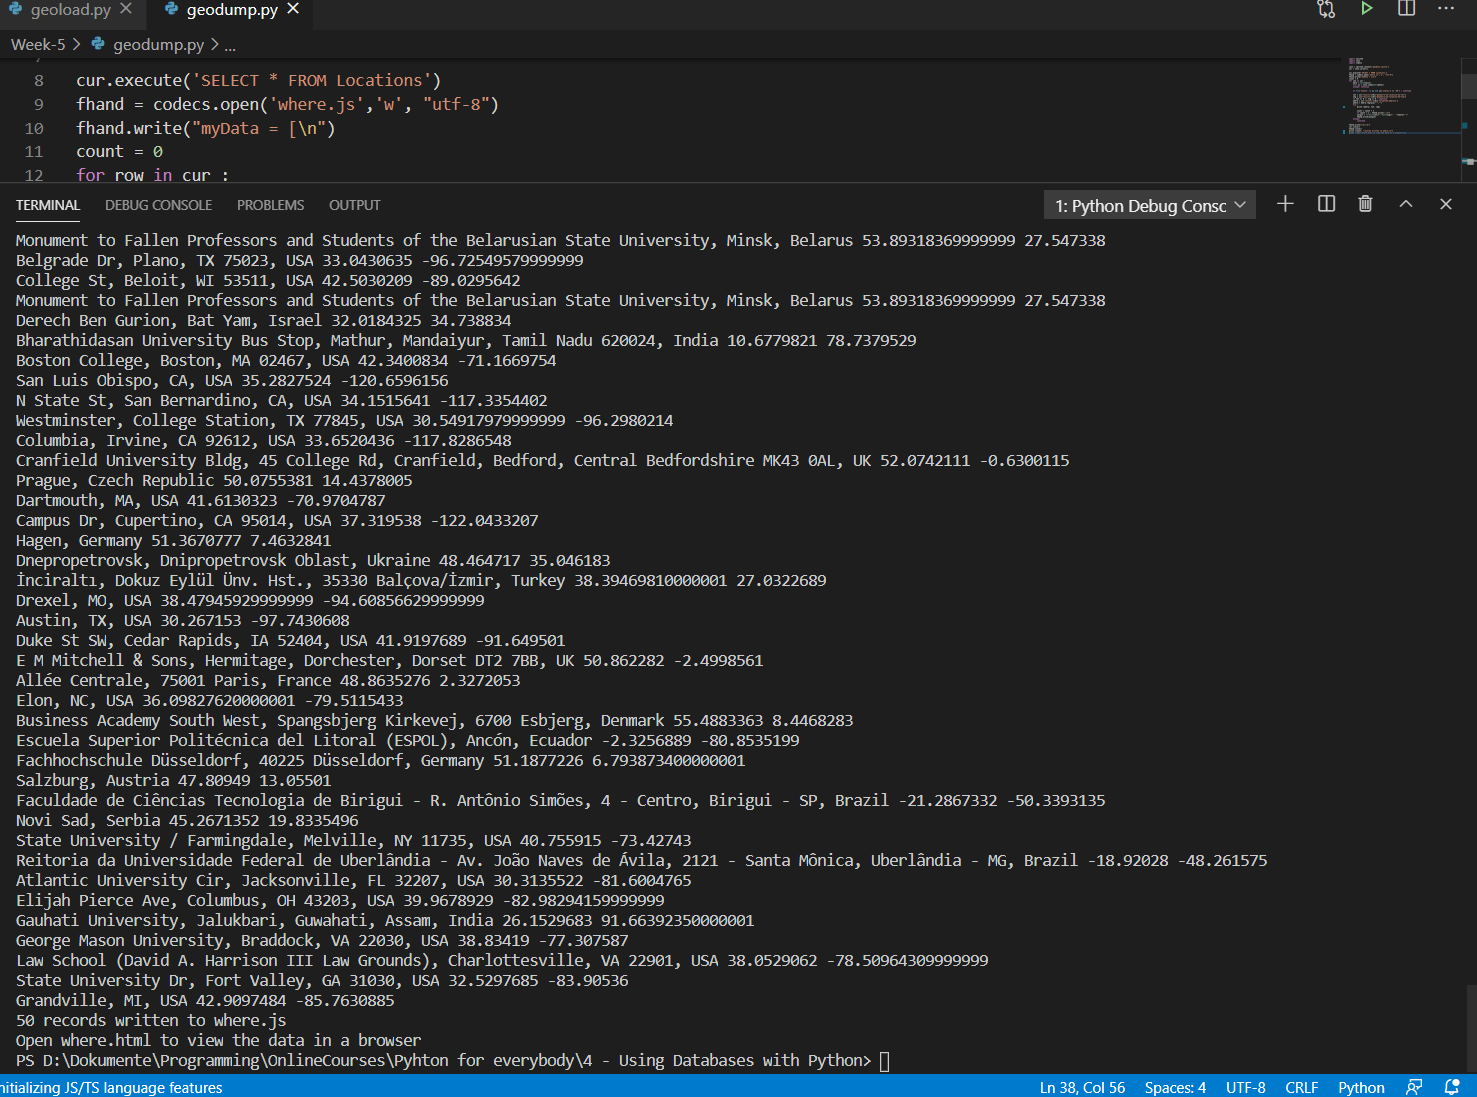 geoload.py
geodump.py
Week-5 > geodump.py > ...
8 cur.execute('SELECT * FROM Locations')
9 fhand = codecs.open('where.js','w', "utf-8")
10 fhand.write("myData = [\n")
11 count = 0
12 for row in cur :
TERMINAL DEBUG CONSOLE PROBLEMS OUTPUT 1: Python Debug Consc
Monument to Fallen Professors and Students of the Belarusian State University, Minsk, Belarus 53.89318369999999 27.547338
Belgrade Dr, Plano, TX 75023, USA 33.0430635 -96.72549579999999
College St, Beloit, WI 53511, USA 42.5030209 -89.0295642
Monument to Fallen Professors and Students of the Belarusian State University, Minsk, Belarus 53.89318369999999 27.547338
Derech Ben Gurion, Bat Yam, Israel 32.0184325 34.738834
Bharathidasan University Bus Stop, Mathur, Mandaiyur, Tamil Nadu 620024, India 10.6779821 78.7379529
Boston College, Boston, MA 02467, USA 42.3400834 -71.1669754
San Luis Obispo, CA, USA 35.2827524 -120.6596156
N State St, San Bernardino, CA, USA 34.1515641 -117.3354402
Westminster, College Station, TX 77845, USA 30.54917979999999 -96.2980214
Columbia, Irvine, CA 92612, USA 33.6520436 -117.8286548
Cranfield University Bldg, 45 College Rd, Cranfield, Bedford, Central Bedfordshire MK43 0AL, UK 52.0742111 -0.6300115
Prague, Czech Republic 50.0755381 14.4378005
Dartmouth, MA, USA 41.6130323 -70.9704787
Campus Dr, Cupertino, CA 95014, USA 37.319538 -122.0433207
Hagen, Germany 51.3670777 7.4632841
Dnepropetrovsk, Dnipropetrovsk Oblast, Ukraine 48.464717 35.046183
İnciraltı, Dokuz Eylül Ünv. Hst., 35330 Balçova/İzmir, Turkey 38.39469810000001 27.0322689
Drexel, MO, USA 38.47945929999999 -94.60856629999999
Austin, TX, USA 30.267153 -97.7430608
Duke St SW, Cedar Rapids, IA 52404, USA 41.9197689 -91.649501
E M Mitchell & Sons, Hermitage, Dorchester, Dorset DT2 7BB, UK 50.862282 -2.4998561
Allée Centrale, 75001 Paris, France 48.8635276 2.3272053
Elon, NC, USA 36.09827620000001 -79.5115433
Business Academy South West, Spangsbjerg Kirkevej, 6700 Esbjerg, Denmark 55.4883363 8.4468283
Escuela Superior Politécnica del Litoral (ESPOL), Ancón, Ecuador -2.3256889 -80.8535199
Fachhochschule Düsseldorf, 40225 Düsseldorf, Germany 51.1877226 6.793873400000001
Salzburg, Austria 47.80949 13.05501
Faculdade de Ciências Tecnologia de Birigui - R. Antônio Simões, 4 - Centro, Birigui - SP, Brazil -21.2867332 -50.3393135
Novi Sad, Serbia 45.2671352 19.8335496
State University / Farmingdale, Melville, NY 11735, USA 40.755915 -73.42743
Reitoria da Universidade Federal de Uberlândia - Av. João Naves de Ávila, 2121 - Santa Mônica, Uberlândia - MG, Brazil -18.92028 -48.261575
Atlantic University Cir, Jacksonville, FL 32207, USA 30.3135522 -81.6004765
Elijah Pierce Ave, Columbus, OH 43203, USA 39.9678929 -82.98294159999999
Gauhati University, Jalukbari, Guwahati, Assam, India 26.1529683 91.66392350000001
George Mason University, Braddock, VA 22030, USA 38.83419 -77.307587
Law School (David A. Harrison III Law Grounds), Charlottesville, VA 22901, USA 38.0529062 -78.50964309999999
State University Dr, Fort Valley, GA 31030, USA 32.5297685 -83.90536
Grandville, MI, USA 42.9097484 -85.7630885
50 records written to where.js
Open where.html to view the data in a browser
PS D:\Dokumente\Programming\OnlineCourses\Pyhton for everybody\4 - Using Databases with Python>
nitializing JS/TS language features Ln 38, Col 56 Spaces: 4 UTF-8 CRLF Python